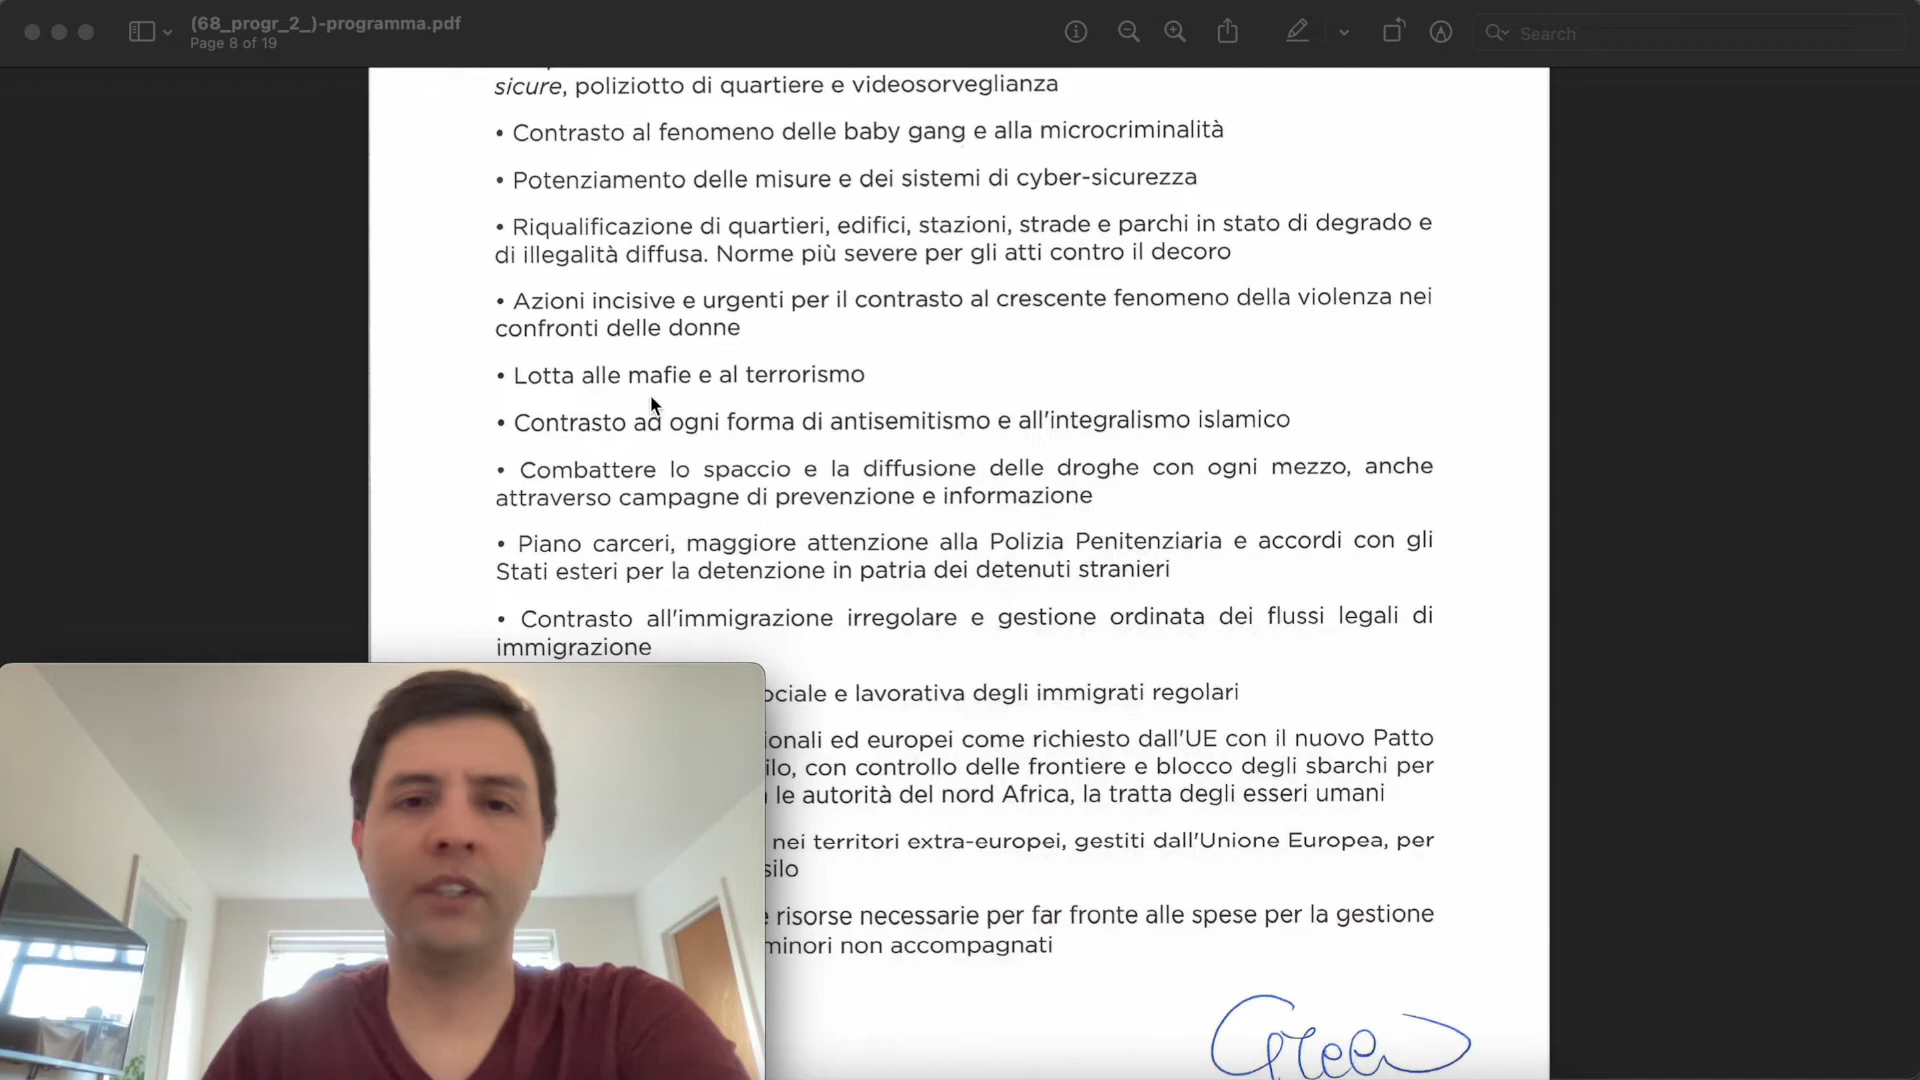 (68_progr_2_)-programma.pdf
Page 8 of 19
Search
sicure, poliziotto di quartiere e videosorveglianza
• Contrasto al fenomeno delle baby gang e alla microcriminalità
• Potenziamento delle misure e dei sistemi di cyber-sicurezza
• Riqualificazione di quartieri, edifici, stazioni, strade e parchi in stato di degrado e
di illegalità diffusa. Norme più severe per gli atti contro il decoro
• Azioni incisive e urgenti per il contrasto al crescente fenomeno della violenza nei
confronti delle donne
• Lotta alle mafie e al terrorismo
• Contrasto ad ogni forma di antisemitismo e all'integralismo islamico
• Combattere lo spaccio e la diffusione delle droghe con ogni mezzo, anche
attraverso campagne di prevenzione e informazione
• Piano carceri, maggiore attenzione alla Polizia Penitenziaria e accordi con gli
Stati esteri per la detenzione in patria dei detenuti stranieri
• Contrasto all'immigrazione irregolare e gestione ordinata dei flussi legali di
immigrazione
ociale e lavorativa degli immigrati regolari
ionali ed europei come richiesto dall'UE con il nuovo Patto
ilo, con controllo delle frontiere e blocco degli sbarchi per
le autorità del nord Africa, la tratta degli esseri umani
nei territori extra-europei, gestiti dall'Unione Europea, per
silo
risorse necessarie per far fronte alle spese per la gestione
minori non accompagnati